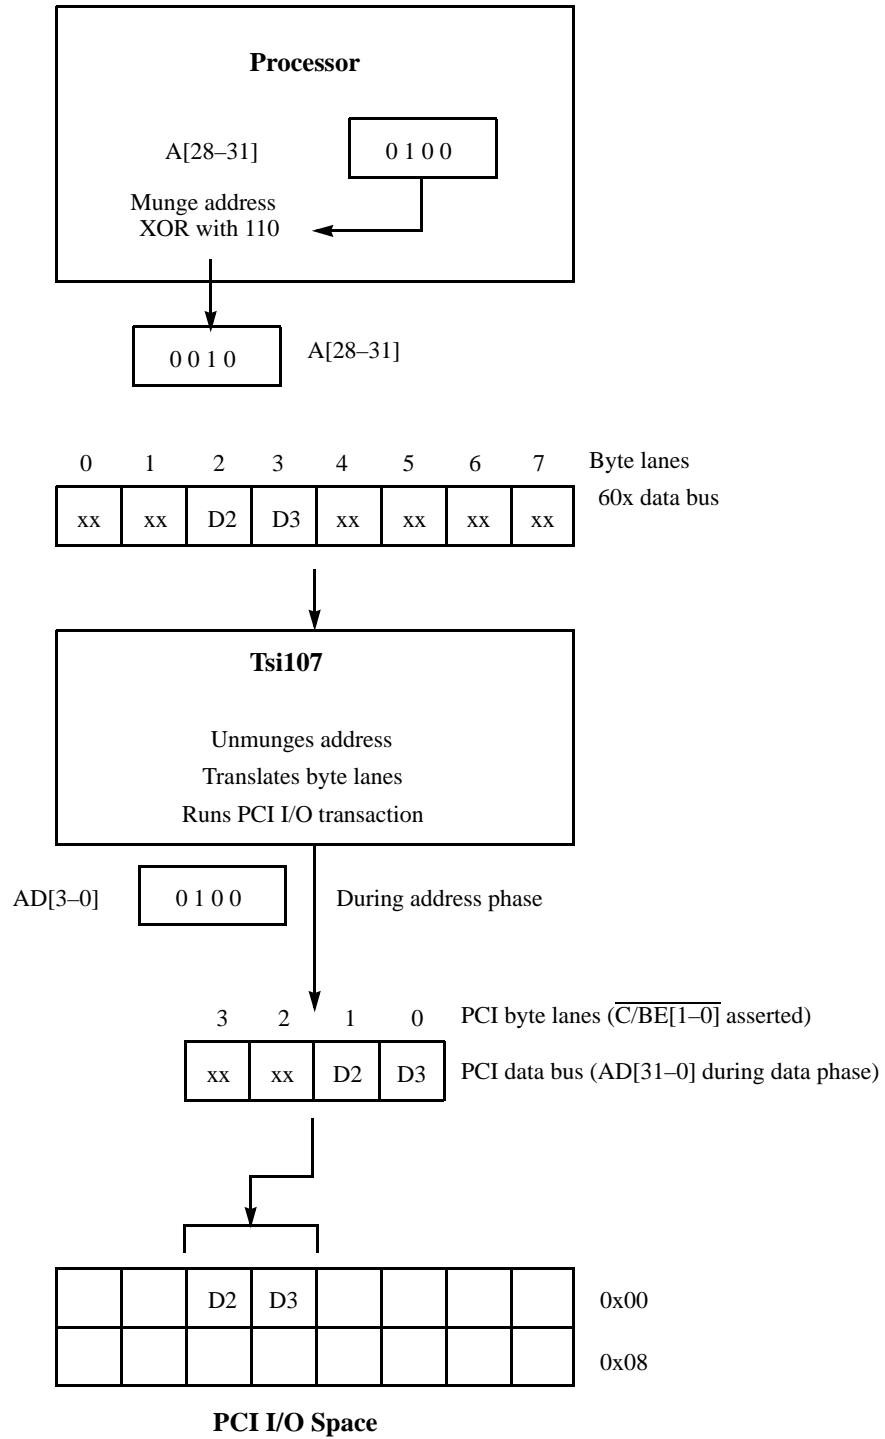 Processor
A[28–31]
0 1 0 0
Munge address
XOR with 110
0 0 1 0
A[28–31]
0 1 2 3 4 5 6 7 Byte lanes
xx xx D2 D3 xx xx xx xx 60x data bus
Tsi107
Unmunges address
Translates byte lanes
Runs PCI I/O transaction
AD[3–0] 0 1 0 0 During address phase
3 2 1 0 PCI byte lanes (C/BE[1–0] asserted)
xx xx D2 D3 PCI data bus (AD[31–0] during data phase)
D2 D3 0x00
0x08
PCI I/O Space